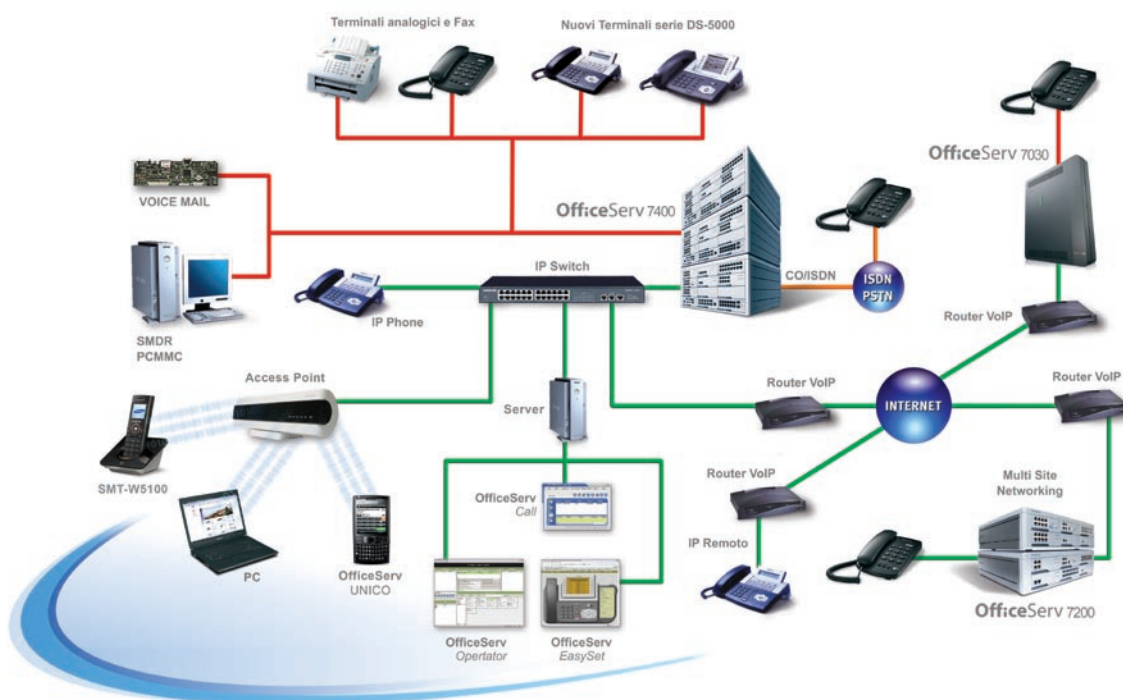 Terminali analogici e Fax
Nuovi Terminali serie DS-5000
OfficeServ 7030
VOICE MAIL
OfficeServ 7400
IP Switch
CO/ISDN
ISDN
PSTN
IP Phone
Router VoIP
SMDR
PCMMC
Access Point
Server
Router VoIP
INTERNET
Router VoIP
SMT-W5100
OfficeServ
Call
Router VoIP
Multi Site
Networking
PC
OfficeServ
UNICO
IP Remoto
OfficeServ
Opertator
OfficeServ
EasySet
OfficeServ 7200